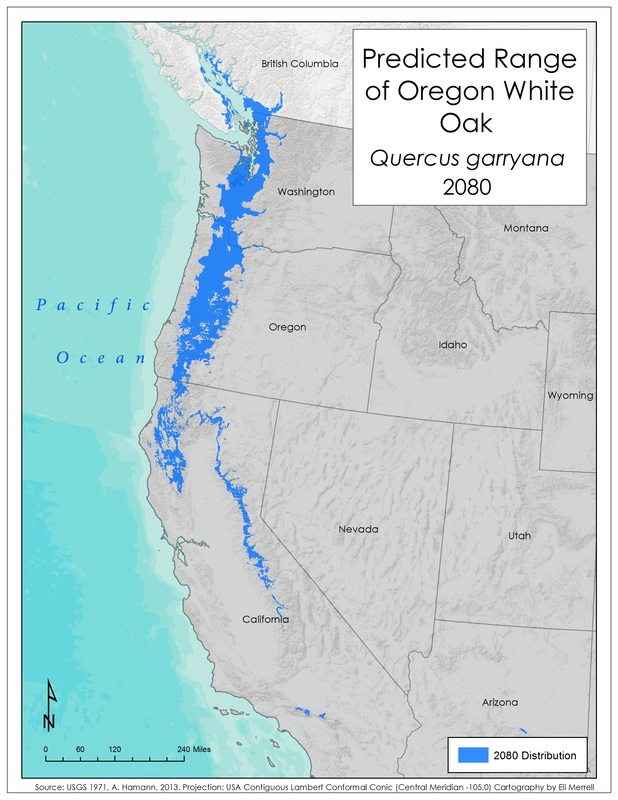 Predicted Range
of Oregon White
Oak
Quercus garryana
2080
British Columbia
Washington
Montana
Pacific
Ocean
Oregon
Idaho
Wyoming
Nevada
Utah
California
Arizona
N
0 60 120 240 Miles
2080 Distribution
Source: USGS 1971, A. Hamann, 2013. Projection: USA Contiguous Lambert Conformal Conic (Central Meridian -105.0) Cartography by Eli Merrell